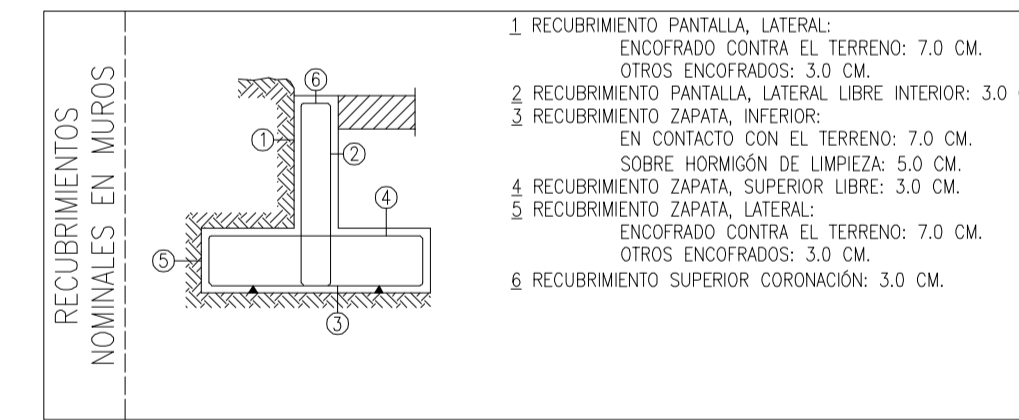 RECUBRIMIENTOS
NOMINALES EN MUROS
6
1
2
4
5
3
1 RECUBRIMIENTO PANTALLA, LATERAL:
ENCOFRADO CONTRA EL TERRENO: 7.0 CM.
OTROS ENCOFRADOS: 3.0 CM.
2 RECUBRIMIENTO PANTALLA, LATERAL LIBRE INTERIOR: 3.0
3 RECUBRIMIENTO ZAPATA, INFERIOR:
EN CONTACTO CON EL TERRENO: 7.0 CM.
SOBRE HORMIGÓN DE LIMPIEZA: 5.0 CM.
4 RECUBRIMIENTO ZAPATA, SUPERIOR LIBRE: 3.0 CM.
5 RECUBRIMIENTO ZAPATA, LATERAL:
ENCOFRADO CONTRA EL TERRENO: 7.0 CM.
OTROS ENCOFRADOS: 3.0 CM.
6 RECUBRIMIENTO SUPERIOR CORONACIÓN: 3.0 CM.